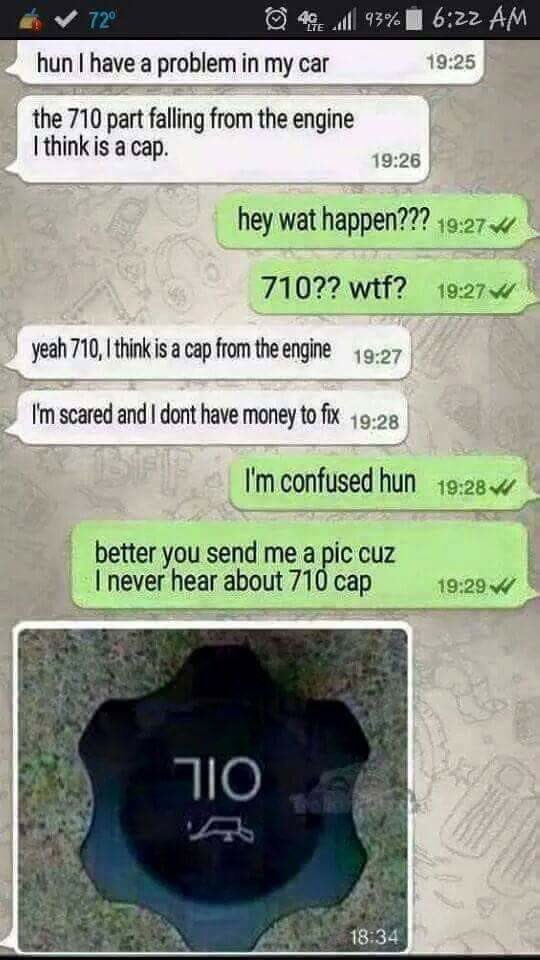 72°
4G LTE 93% 6:22 AM
hun I have a problem in my car 19:25
the 710 part falling from the engine
I think is a cap.
19:26
hey wat happen??? 19:27
710?? wtf? 19:27
yeah 710, I think is a cap from the engine 19:27
I'm scared and I dont have money to fix 19:28
I'm confused hun 19:28
better you send me a pic cuz
I never hear about 710 cap 19:29
710
18:34